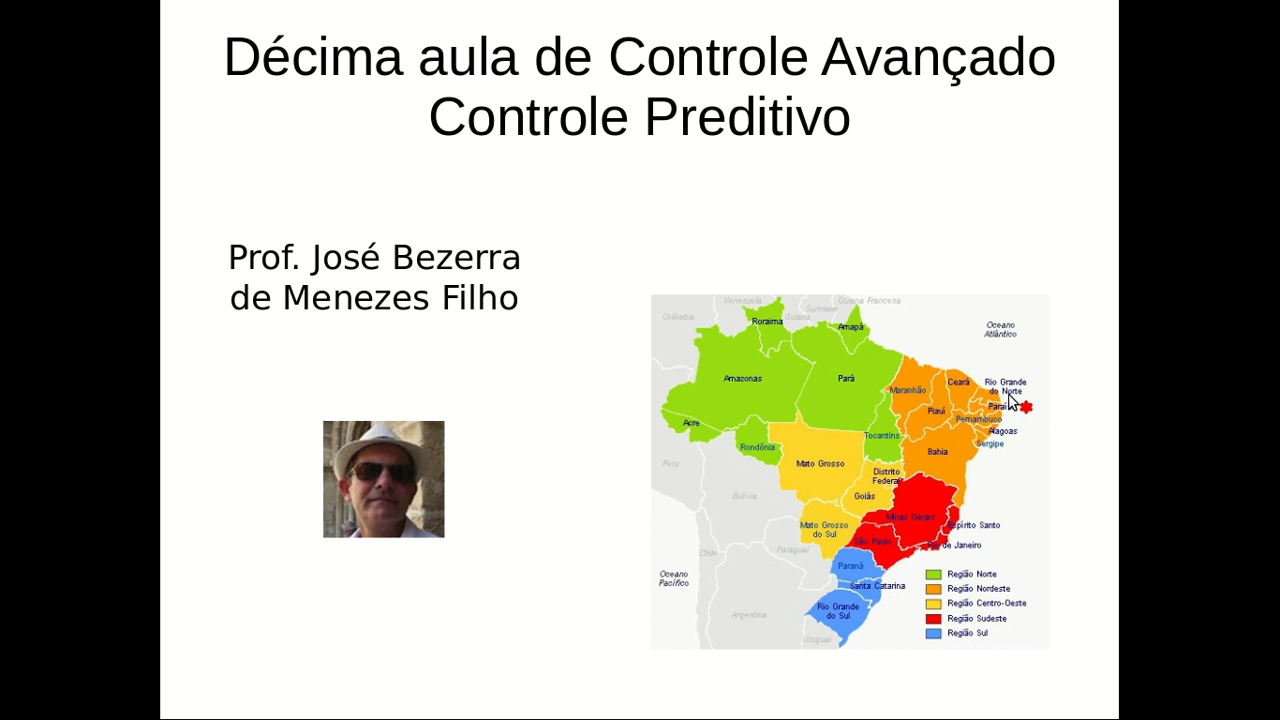 Décima aula de Controle Avançado
Controle Preditivo
Prof. José Bezerra
de Menezes Filho
Venezuela
Suriname
Guiana Francesa
Colômbia
Guiana
Roraima
Amapá
Oceano
Atlântico
Amazonas
Pará
Maranhão
Ceará
Rio Grande
do Norte
Piauí
Pernambuco
Acre
Alagoas
Tocantins
Sergipe
Rondônia
Bahia
Mato Grosso
Peru
Distrito
Federal
Goiás
Bolívia
Minas Gerais
Mato Grosso
do Sul
Espírito Santo
São Paulo
de Janeiro
Paraguai
Chile
Paraná
Oceano
Pacífico
Santa Catarina
Rio Grande
do Sul
Argentina
Uruguai
Região Norte
Região Nordeste
Região Centro-Oeste
Região Sudeste
Região Sul